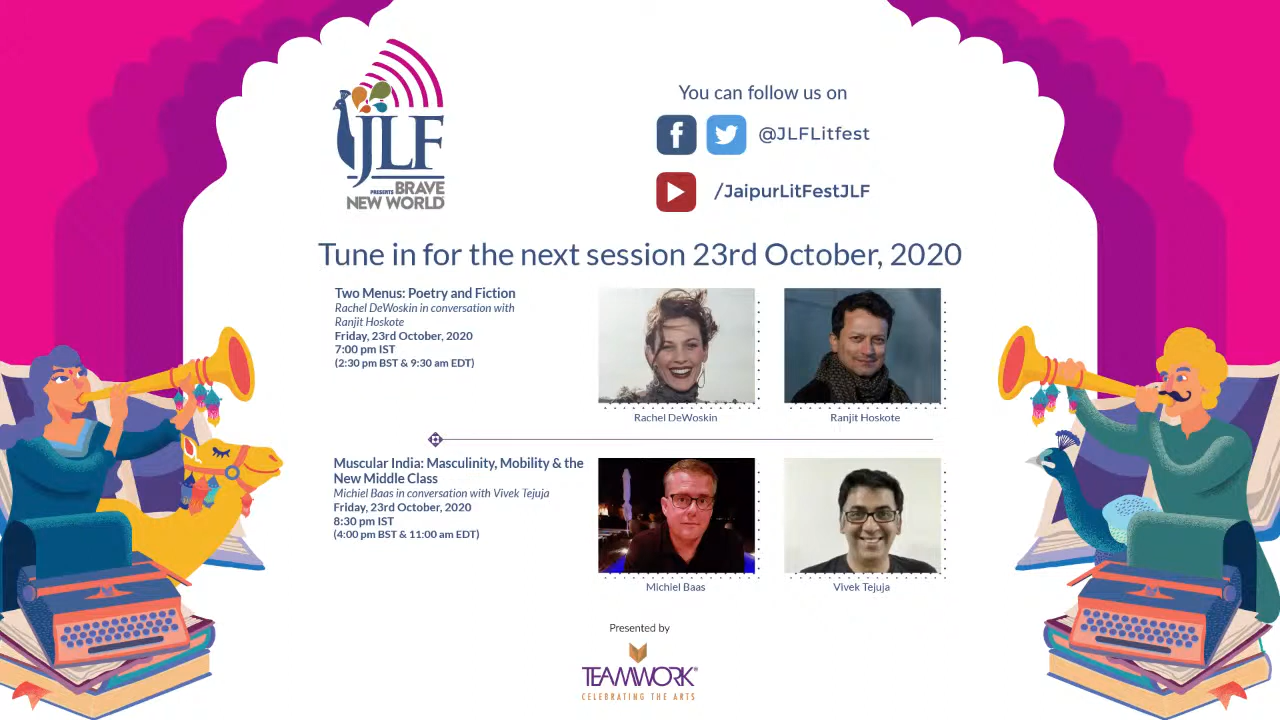 JLF
PRESENTS BRAVE
NEW WORLD
You can follow us on
@JLFLitfest
/JaipurLitFestJLF
Tune in for the next session 23rd October, 2020
Two Menus: Poetry and Fiction
Rachel DeWoskin in conversation with
Ranjit Hoskote
Friday, 23rd October, 2020
7:00 pm IST
(2:30 pm BST & 9:30 am EDT)
Rachel DeWoskin
Ranjit Hoskote
Muscular India: Masculinity, Mobility & the
New Middle Class
Michiel Baas in conversation with Vivek Tejuja
Friday, 23rd October, 2020
8:30 pm IST
(4:00 pm BST & 11:00 am EDT)
Michiel Baas
Vivek Tejuja
Presented by
TEAMWORK®
CELEBRATING THE ARTS